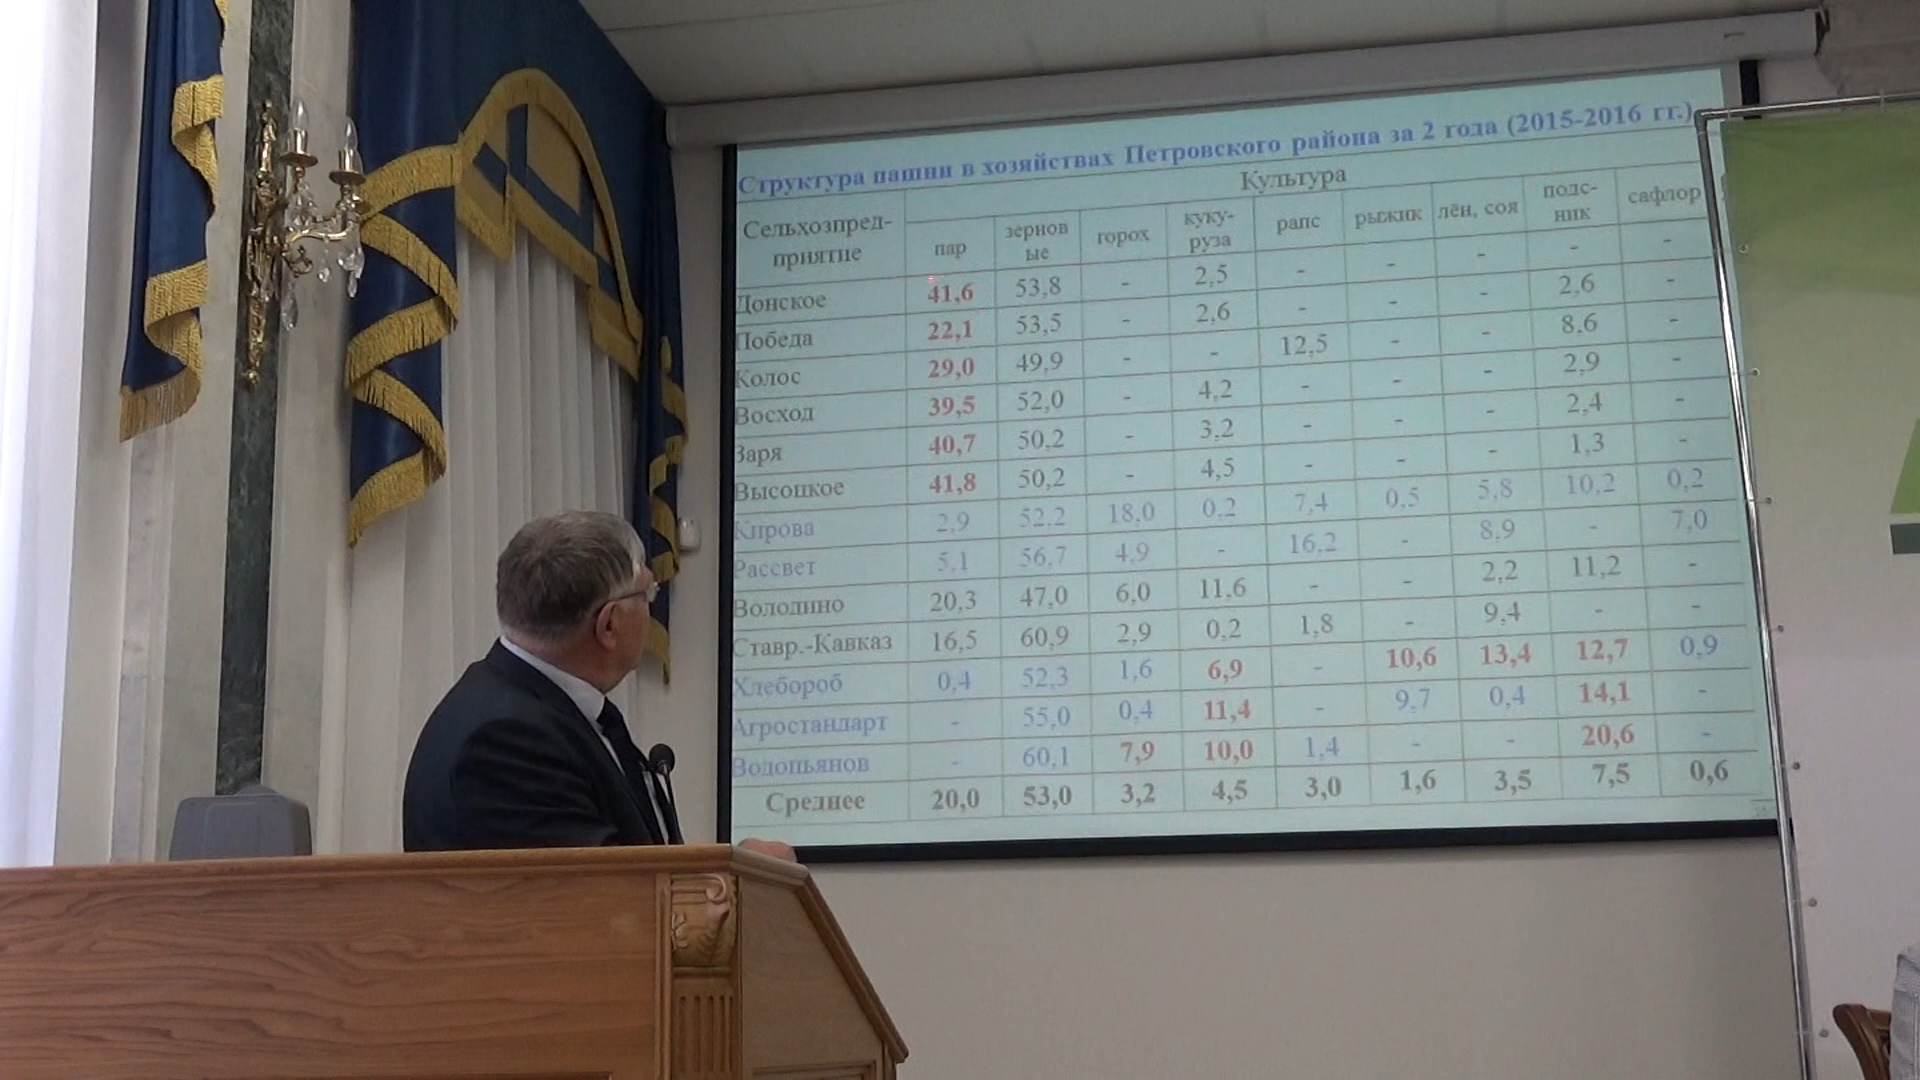 Структура пашни в хозяйствах Петровского района за 2 года (2015-2016 гг.)
Сельхозпред-
приятие
Культура
пар
зернов
ые
горох
куку-
руза
рапс
рыжик
лён, соя
подс-
ник
сафлор
Донское 41,6 53,8 - 2,5 - - - - -
Победа 22,1 53,5 - 2,6 - - - 2,6 -
Колос 29,0 49,9 - - 12,5 - - 8,6 -
Восход 39,5 52,0 - 4,2 - - - 2,9 -
Заря 40,7 50,2 - 3,2 - - - 2,4 -
Высоцкое 41,8 50,2 - 4,5 - - - 1,3 -
Кирова 2,9 52,2 18,0 0,2 7,4 0,5 5,8 10,2 0,2
Рассвет 5,1 56,7 4,9 - 16,2 - 8,9 - 7,0
Володино 20,3 47,0 6,0 11,6 - - 2,2 11,2 -
Ставр.-Кавказ 16,5 60,9 2,9 0,2 1,8 - 9,4 - -
Хлебороб 0,4 52,3 1,6 6,9 - 10,6 13,4 12,7 0,9
Агростандарт - 55,0 0,4 11,4 - 9,7 0,4 14,1 -
Водопьянов - 60,1 7,9 10,0 1,4 - - 20,6 -
Среднее 20,0 53,0 3,2 4,5 3,0 1,6 3,5 7,5 0,6